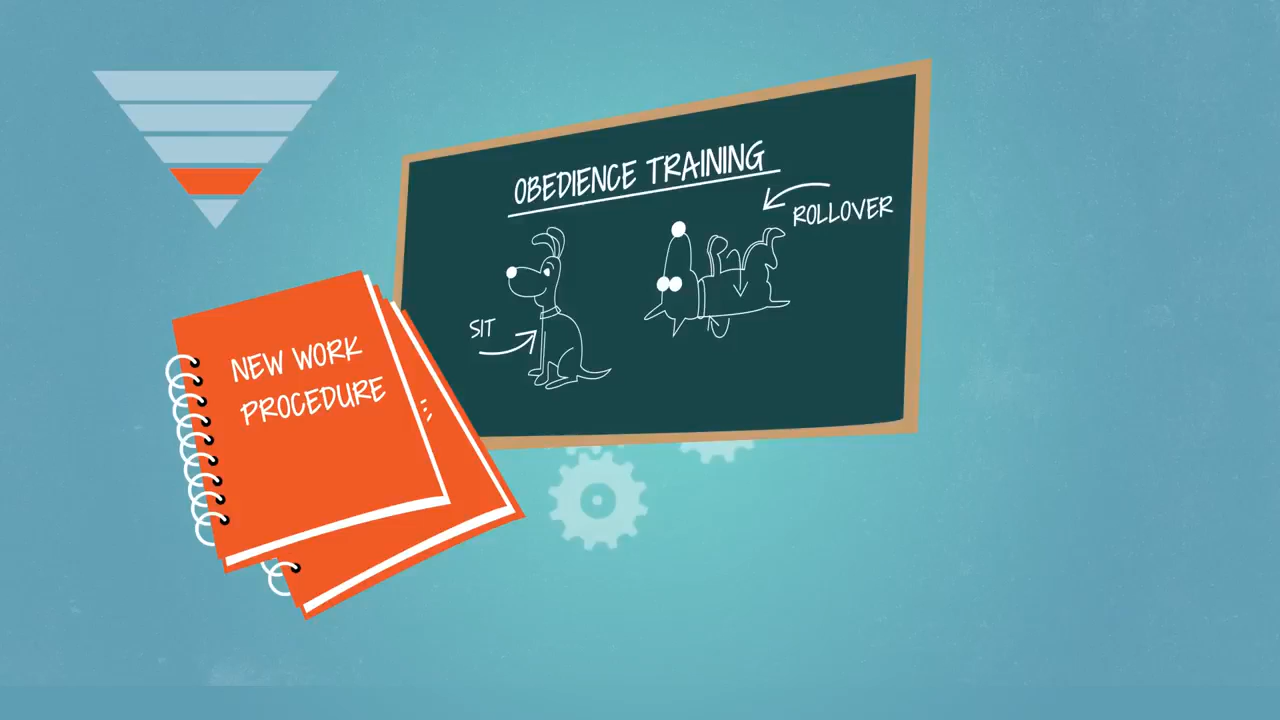 OBEDIENCE TRAINING
ROLLOVER
SIT
NEW WORK
PROCEDURE